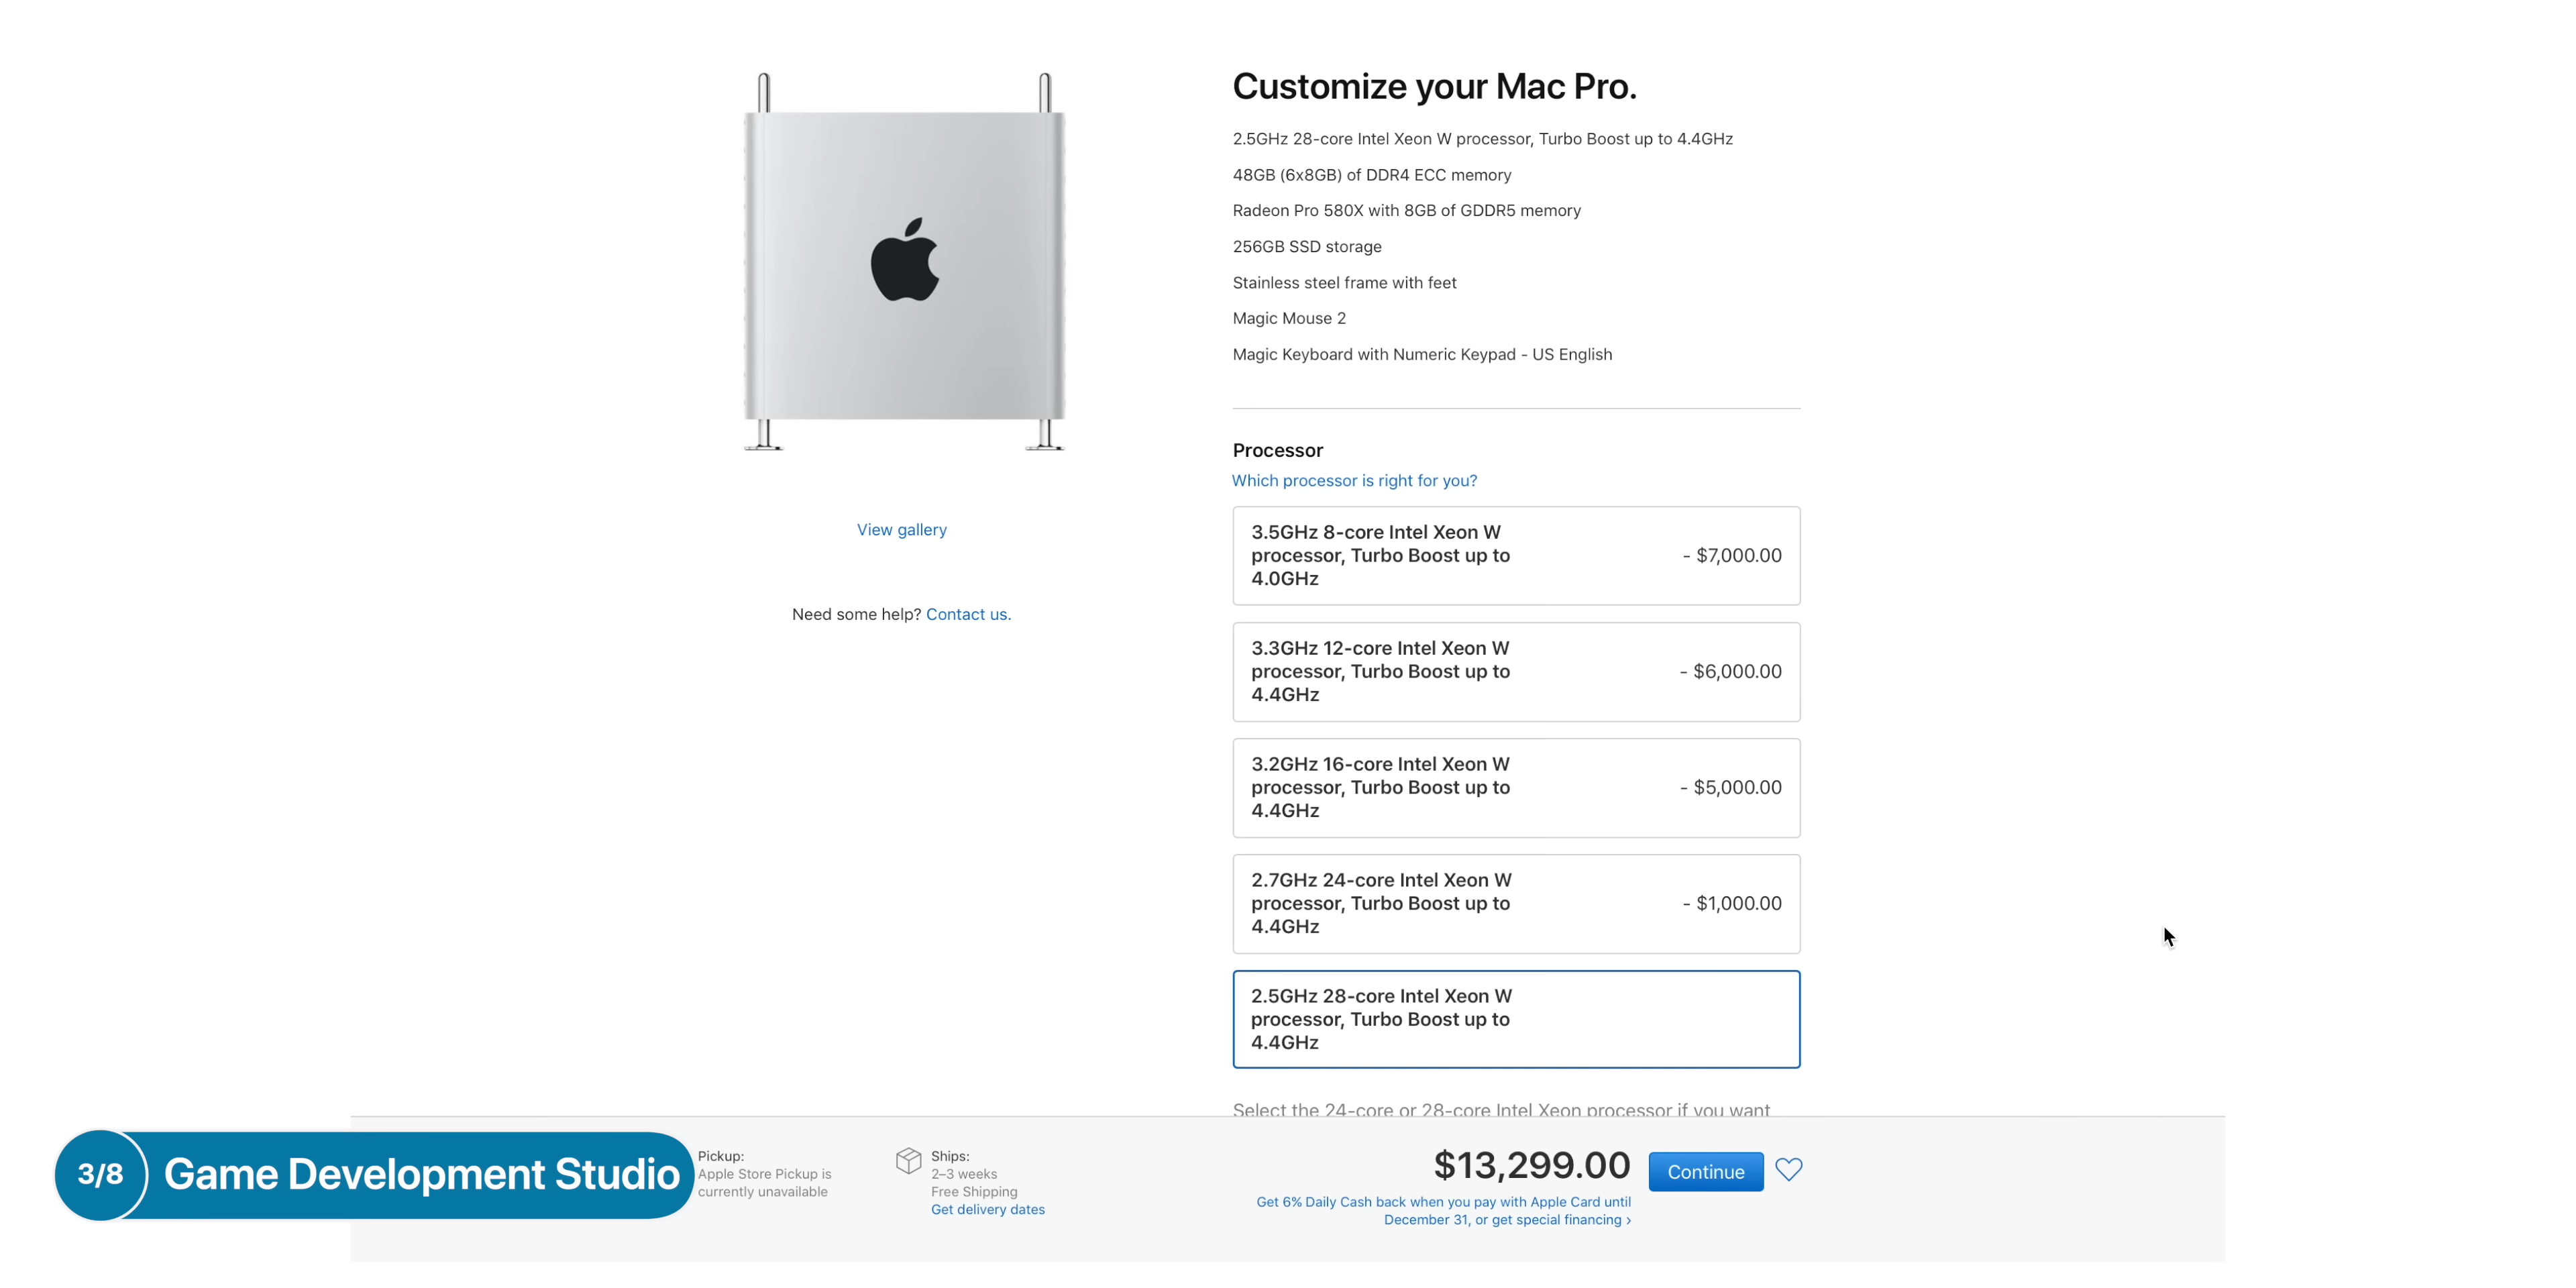 Customize your Mac Pro.
2.5GHz 28-core Intel Xeon W processor, Turbo Boost up to 4.4GHz
48GB (6x8GB) of DDR4 ECC memory
Radeon Pro 580X with 8GB of GDDR5 memory
256GB SSD storage
Stainless steel frame with feet
Magic Mouse 2
Magic Keyboard with Numeric Keypad - US English
Processor
Which processor is right for you?
View gallery
Need some help? Contact us.
3.5GHz 8-core Intel Xeon W
processor, Turbo Boost up to
4.0GHz
- $7,000.00
3.3GHz 12-core Intel Xeon W
processor, Turbo Boost up to
4.4GHz
- $6,000.00
3.2GHz 16-core Intel Xeon W
processor, Turbo Boost up to
4.4GHz
- $5,000.00
2.7GHz 24-core Intel Xeon W
processor, Turbo Boost up to
4.4GHz
- $1,000.00
2.5GHz 28-core Intel Xeon W
processor, Turbo Boost up to
4.4GHz
Select the 24-core or 28-core Intel Xeon processor if you want
3/8
Game Development Studio
Pickup:
Apple Store Pickup is
currently unavailable
Ships:
2–3 weeks
Free Shipping
Get delivery dates
$13,299.00
Continue
Get 6% Daily Cash back when you pay with Apple Card until
December 31, or get special financing ›